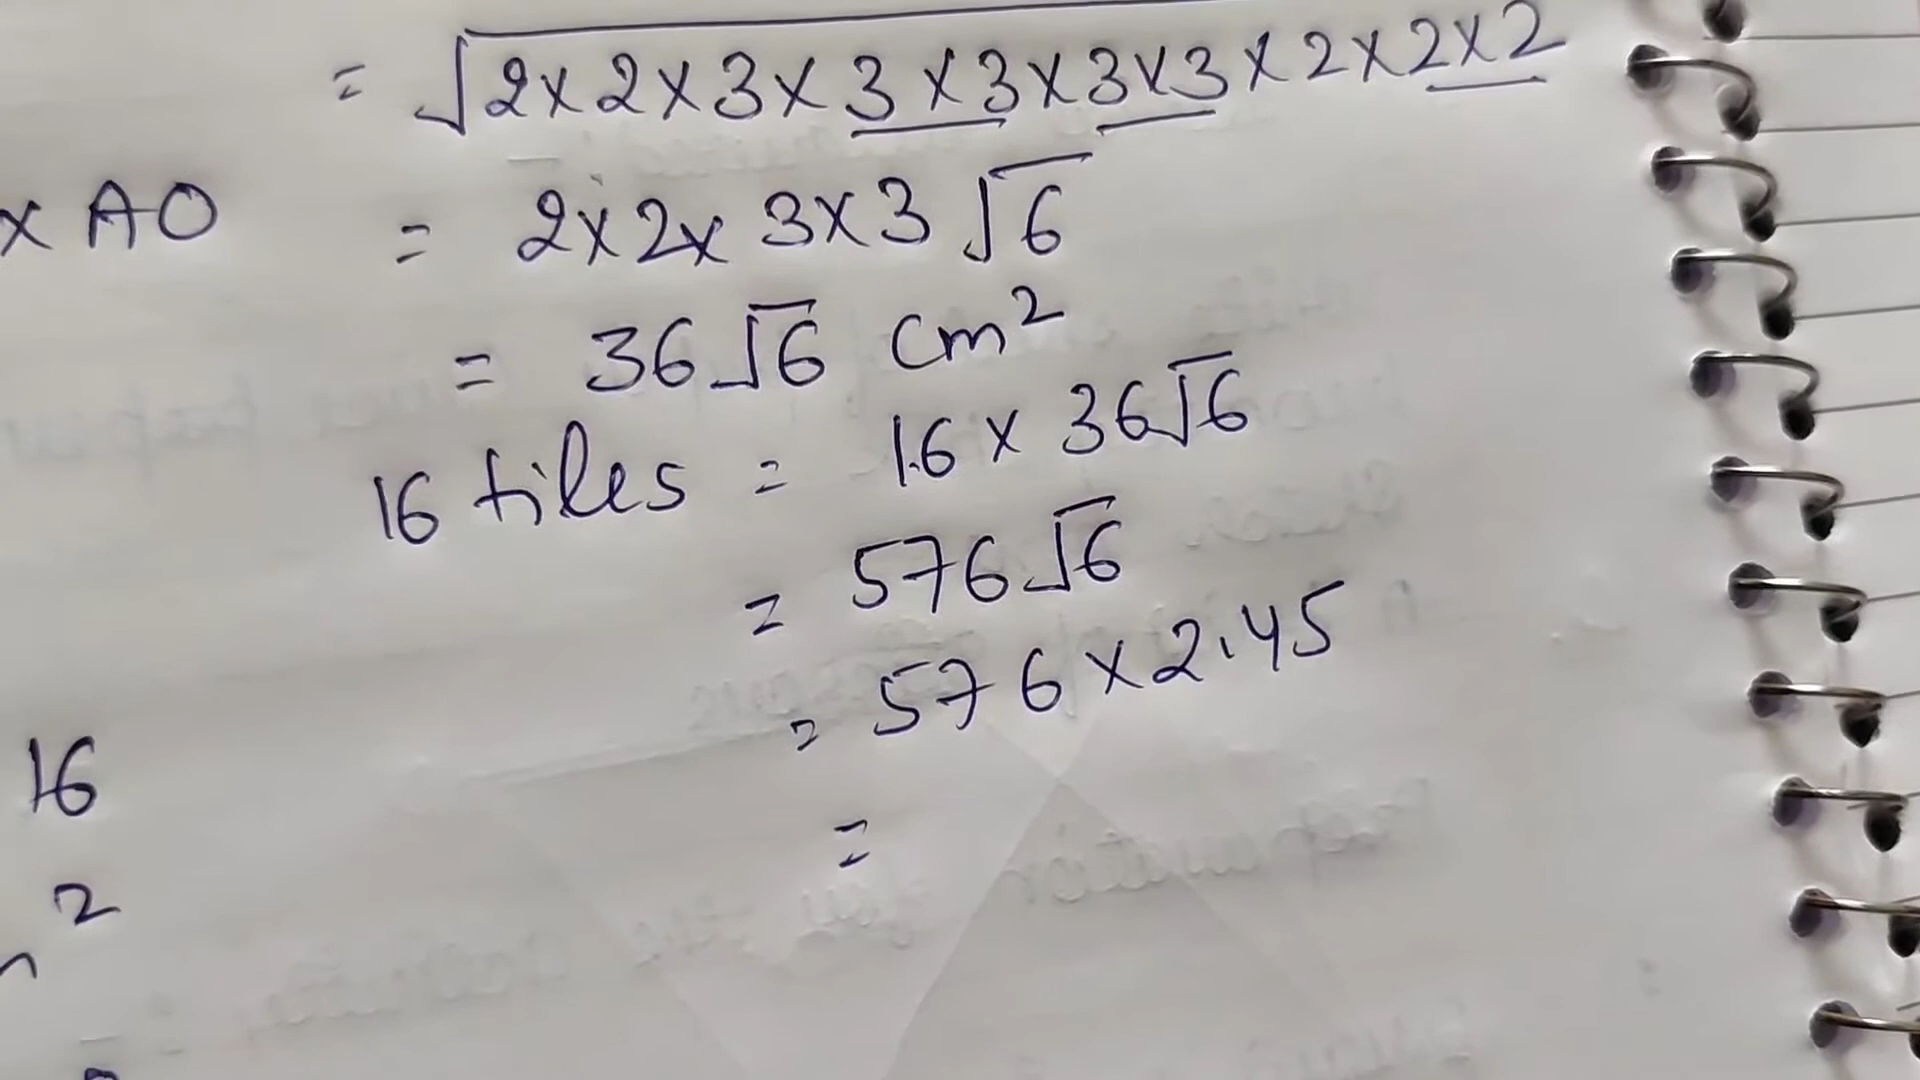 = √2×2×3×3×3×3×3×2×2×2
× AO = 2×2×3×3√6
= 36√6 cm²
16 tiles = 16 × 36√6
= 576√6
= 576 × 2.45
16
=
2